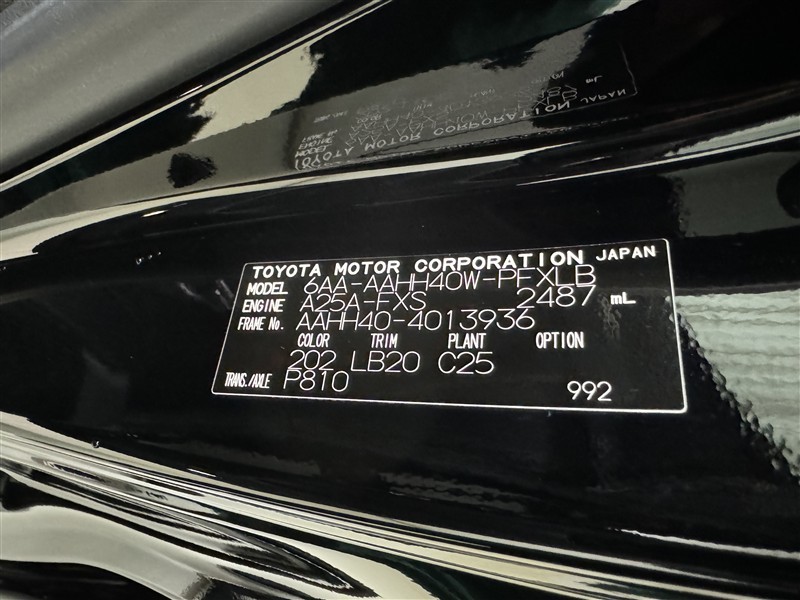 TOYOTA MOTOR CORPORATION JAPAN
MODEL 6AA-AAHH40W-PFXLB
ENGINE A25A-FXS 2487 mL
FRAME No. AAHH40-4013936
COLOR TRIM PLANT OPTION
202 LB20 C25
TRANS./AXLE P810
992